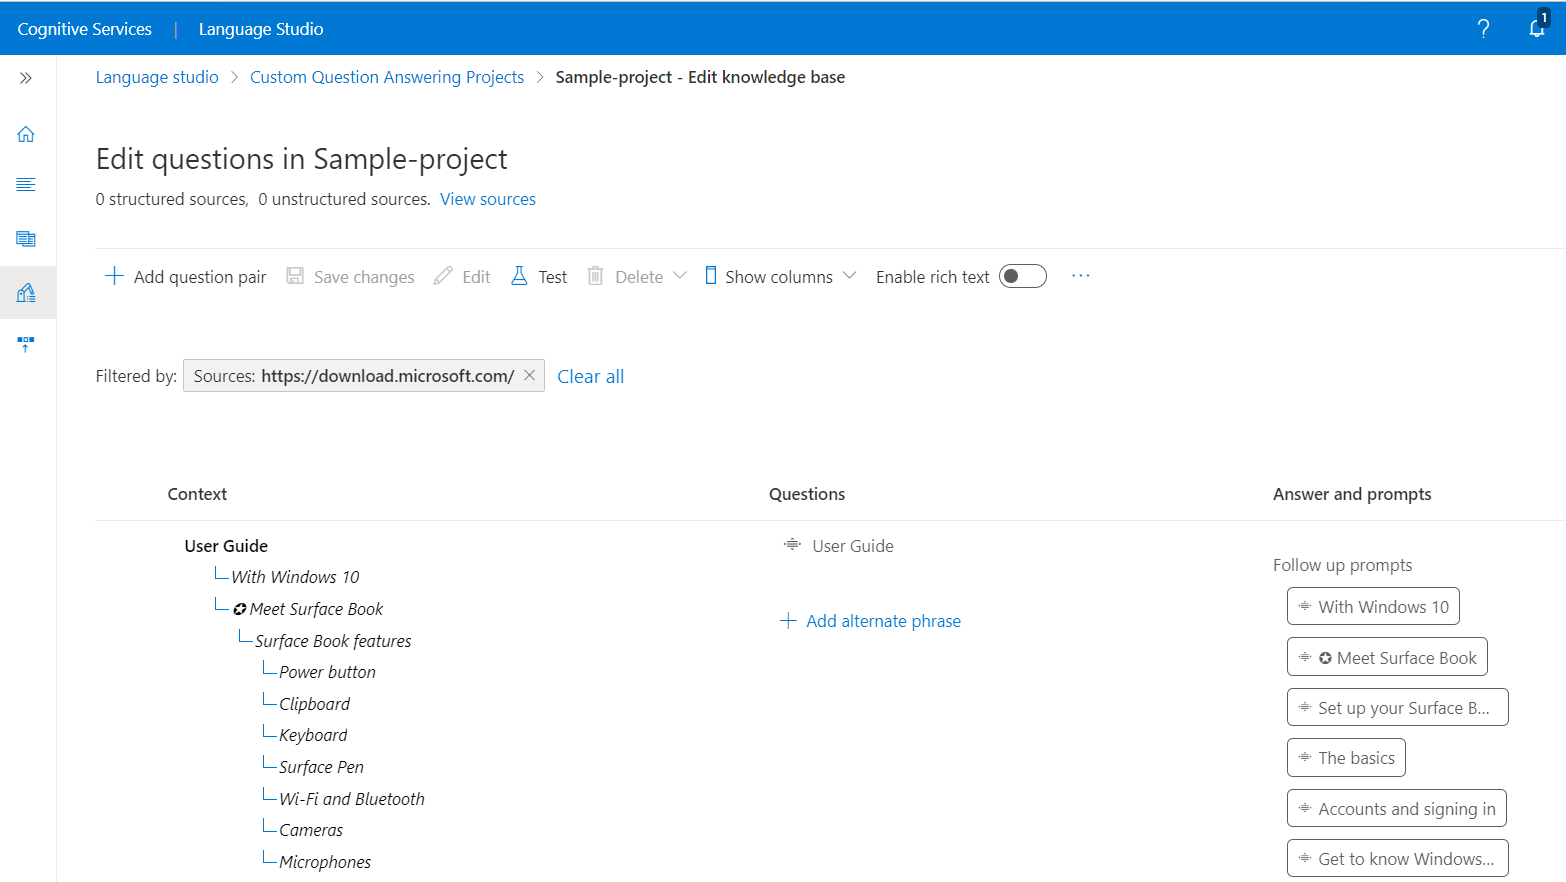 Cognitive Services | Language Studio
1
Language studio > Custom Question Answering Projects > Sample-project - Edit knowledge base
Edit questions in Sample-project
0 structured sources, 0 unstructured sources. View sources
Add question pair Save changes Edit Test Delete Show columns Enable rich text ...
Filtered by: Sources: https://download.microsoft.com/ Clear all
Context Questions Answer and prompts
User Guide
With Windows 10
✪ Meet Surface Book
Surface Book features
Power button
Clipboard
Keyboard
Surface Pen
Wi-Fi and Bluetooth
Cameras
Microphones
User Guide
Add alternate phrase
Follow up prompts
With Windows 10
✪ Meet Surface Book
Set up your Surface B...
The basics
Accounts and signing in
Get to know Windows...